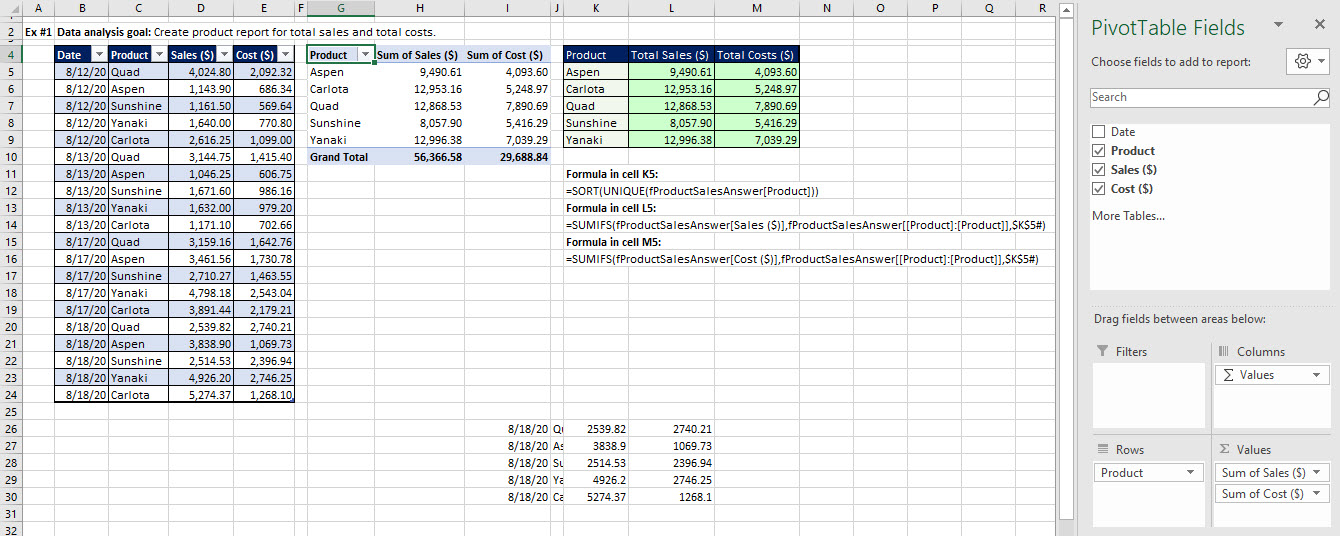 A B C D E F G H I J K L M N O P Q R
2 Ex #1 Data analysis goal: Create product report for total sales and total costs.
4 Date Product Sales ($) Cost ($) Product Sum of Sales ($) Sum of Cost ($) Product Total Sales ($) Total Costs ($)
5 8/12/20 Quad 4,024.80 2,092.32 Aspen 9,490.61 4,093.60 Aspen 9,490.61 4,093.60
6 8/12/20 Aspen 1,143.90 686.34 Carlota 12,953.16 5,248.97 Carlota 12,953.16 5,248.97
7 8/12/20 Sunshine 1,161.50 569.64 Quad 12,868.53 7,890.69 Quad 12,868.53 7,890.69
8 8/12/20 Yanaki 1,640.00 770.80 Sunshine 8,057.90 5,416.29 Sunshine 8,057.90 5,416.29
9 8/12/20 Carlota 2,616.25 1,099.00 Yanaki 12,996.38 7,039.29 Yanaki 12,996.38 7,039.29
10 8/13/20 Quad 3,144.75 1,415.40 Grand Total 56,366.58 29,688.84
11 8/13/20 Aspen 1,046.25 606.75 Formula in cell K5:
12 8/13/20 Sunshine 1,671.60 986.16 =SORT(UNIQUE(fProductSalesAnswer[Product]))
13 8/13/20 Yanaki 1,632.00 979.20 Formula in cell L5:
14 8/13/20 Carlota 1,171.10 702.66 =SUMIFS(fProductSalesAnswer[Sales ($)],fProductSalesAnswer[[Product]:[Product]],$K$5#)
15 8/17/20 Quad 3,159.16 1,642.76 Formula in cell M5:
16 8/17/20 Aspen 3,461.56 1,730.78 =SUMIFS(fProductSalesAnswer[Cost ($)],fProductSalesAnswer[[Product]:[Product]],$K$5#)
17 8/17/20 Sunshine 2,710.27 1,463.55
18 8/17/20 Yanaki 4,798.18 2,543.04
19 8/17/20 Carlota 3,891.44 2,179.21
20 8/18/20 Quad 2,539.82 2,740.21
21 8/18/20 Aspen 3,838.90 1,069.73
22 8/18/20 Sunshine 2,514.53 2,396.94
23 8/18/20 Yanaki 4,926.20 2,746.25
24 8/18/20 Carlota 5,274.37 1,268.10
25
26 8/18/20 2539.82 2740.21
27 8/18/20 3838.9 1069.73
28 8/18/20 2514.53 2396.94
29 8/18/20 4926.2 2746.25
30 8/18/20 5274.37 1268.1
31
32
PivotTable Fields
Choose fields to add to report:
Search
Date
Product
Sales ($)
Cost ($)
More Tables...
Drag fields between areas below:
Filters
Columns
Σ Values
Rows
Σ Values
Product
Sum of Sales ($)
Sum of Cost ($)